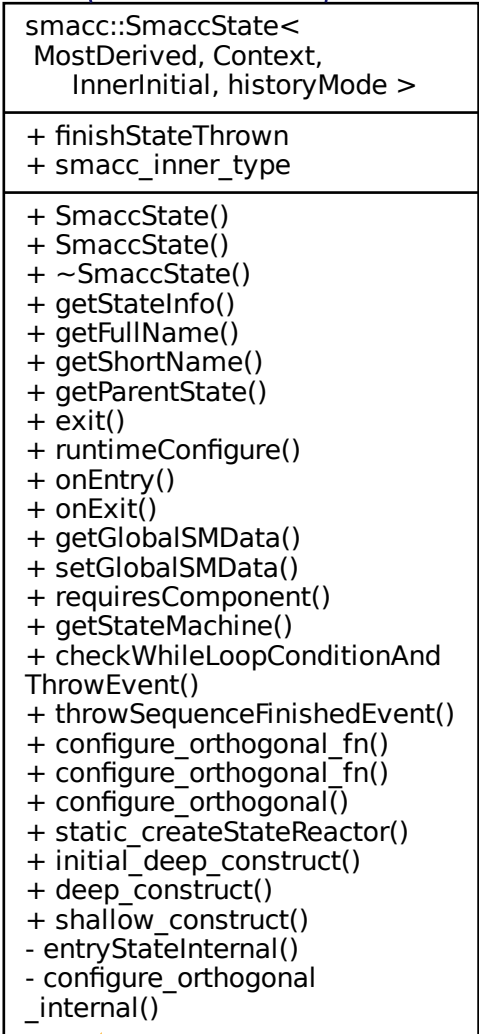 smacc::SmaccState<
MostDerived, Context,
InnerInitial, historyMode >
+ finishStateThrown
+ smacc_inner_type
+ SmaccState()
+ SmaccState()
+ ~SmaccState()
+ getStateInfo()
+ getFullName()
+ getShortName()
+ getParentState()
+ exit()
+ runtimeConfigure()
+ onEntry()
+ onExit()
+ getGlobalSMData()
+ setGlobalSMData()
+ requiresComponent()
+ getStateMachine()
+ checkWhileLoopConditionAnd
ThrowEvent()
+ throwSequenceFinishedEvent()
+ configure_orthogonal_fn()
+ configure_orthogonal_fn()
+ configure_orthogonal()
+ static_createStateReactor()
+ initial_deep_construct()
+ deep_construct()
+ shallow_construct()
- entryStateInternal()
- configure_orthogonal
_internal()